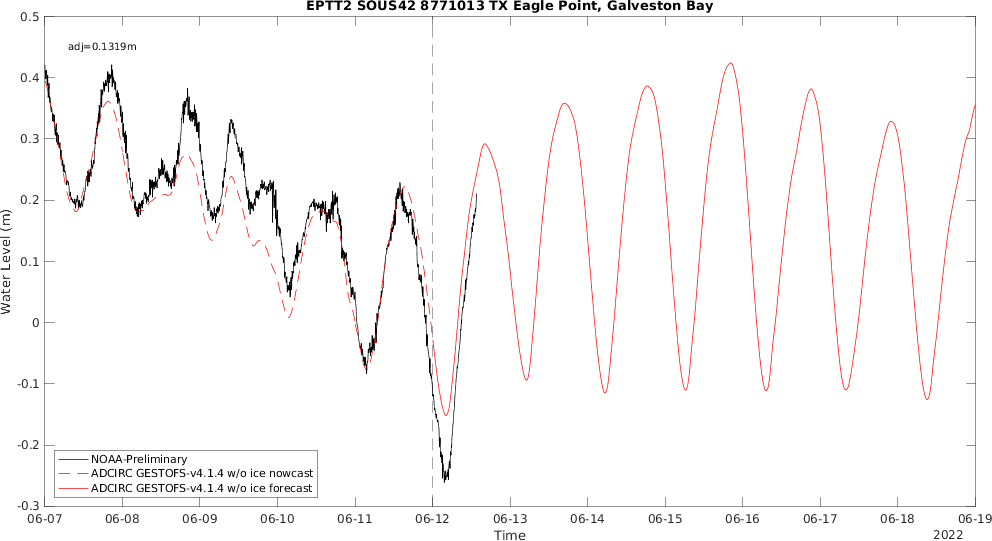 EPTT2 SOUS42 8771013 TX Eagle Point, Galveston Bay
0.5
adj=0.1319m
0.4
0.3
0.2
0.1
0
-0.1
-0.2
-0.3
Water Level (m)
NOAA-Preliminary
ADCIRC GESTOFS-v4.1.4 w/o ice nowcast
ADCIRC GESTOFS-v4.1.4 w/o ice forecast
06-07 06-08 06-09 06-10 06-11 06-12 06-13 06-14 06-15 06-16 06-17 06-18 06-19
Time
2022